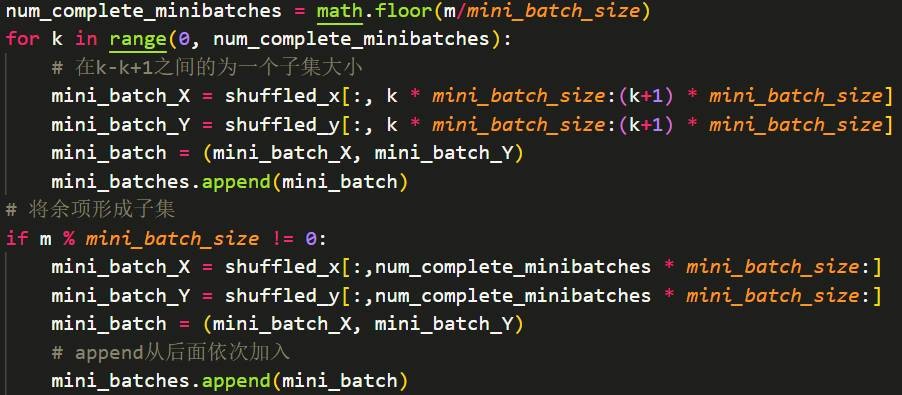 num_complete_minibatches = math.floor(m/mini_batch_size)
for k in range(0, num_complete_minibatches):
    # 在k-k+1之间的为一个子集大小
    mini_batch_X = shuffled_x[:, k * mini_batch_size:(k+1) * mini_batch_size]
    mini_batch_Y = shuffled_y[:, k * mini_batch_size:(k+1) * mini_batch_size]
    mini_batch = (mini_batch_X, mini_batch_Y)
    mini_batches.append(mini_batch)
# 将余项形成子集
if m % mini_batch_size != 0:
    mini_batch_X = shuffled_x[:,num_complete_minibatches * mini_batch_size:]
    mini_batch_Y = shuffled_y[:,num_complete_minibatches * mini_batch_size:]
    mini_batch = (mini_batch_X, mini_batch_Y)
    # append从后面依次加入
    mini_batches.append(mini_batch)